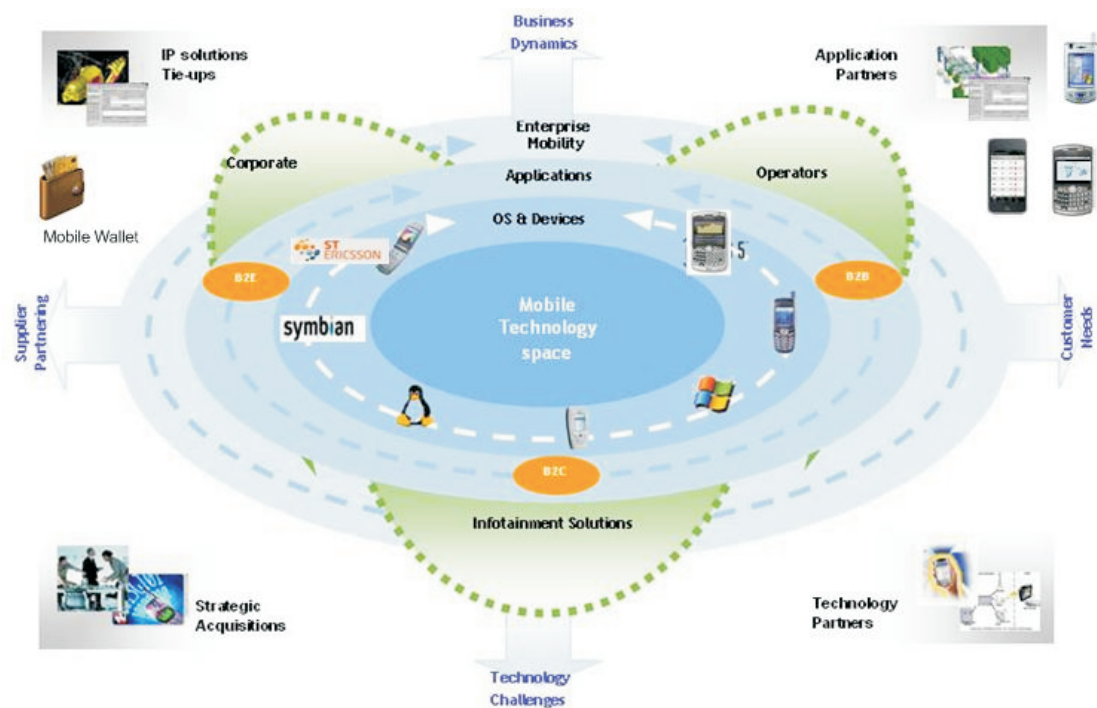 Business
Dynamics
IP solutions
Tie-ups
Application
Partners
Enterprise
Mobility
Corporate
Operators
Applications
Mobile Wallet
OS & Devices
ST
ERICSSON
B2E
B2B
Mobile
Technology
space
symbian
Supplier
Partnering
Customer
Needs
B2C
Infotainment Solutions
Strategic
Acquisitions
Technology
Partners
Technology
Challenges